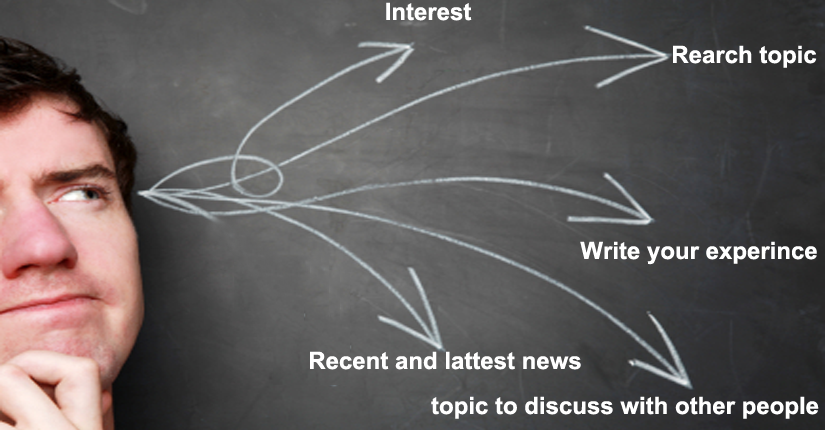 Interest
Rearch topic
Write your experince
Recent and lattest news
topic to discuss with other people